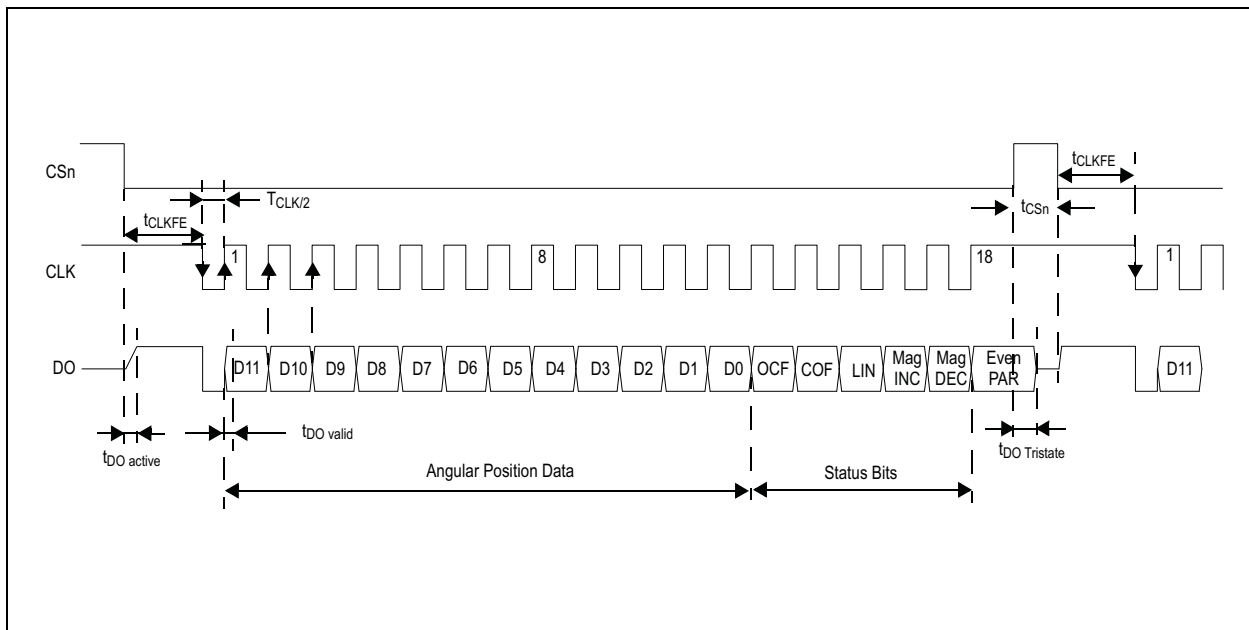 CSn
tCLKFE
TCLK/2
tCLKFE
tCSn
CLK
1
8
18
1
DO
D11
D10
D9
D8
D7
D6
D5
D4
D3
D2
D1
D0
OCF
COF
LIN
Mag
INC
Mag
DEC
Even
PAR
D11
tDO active
tDO valid
tDO Tristate
Angular Position Data
Status Bits